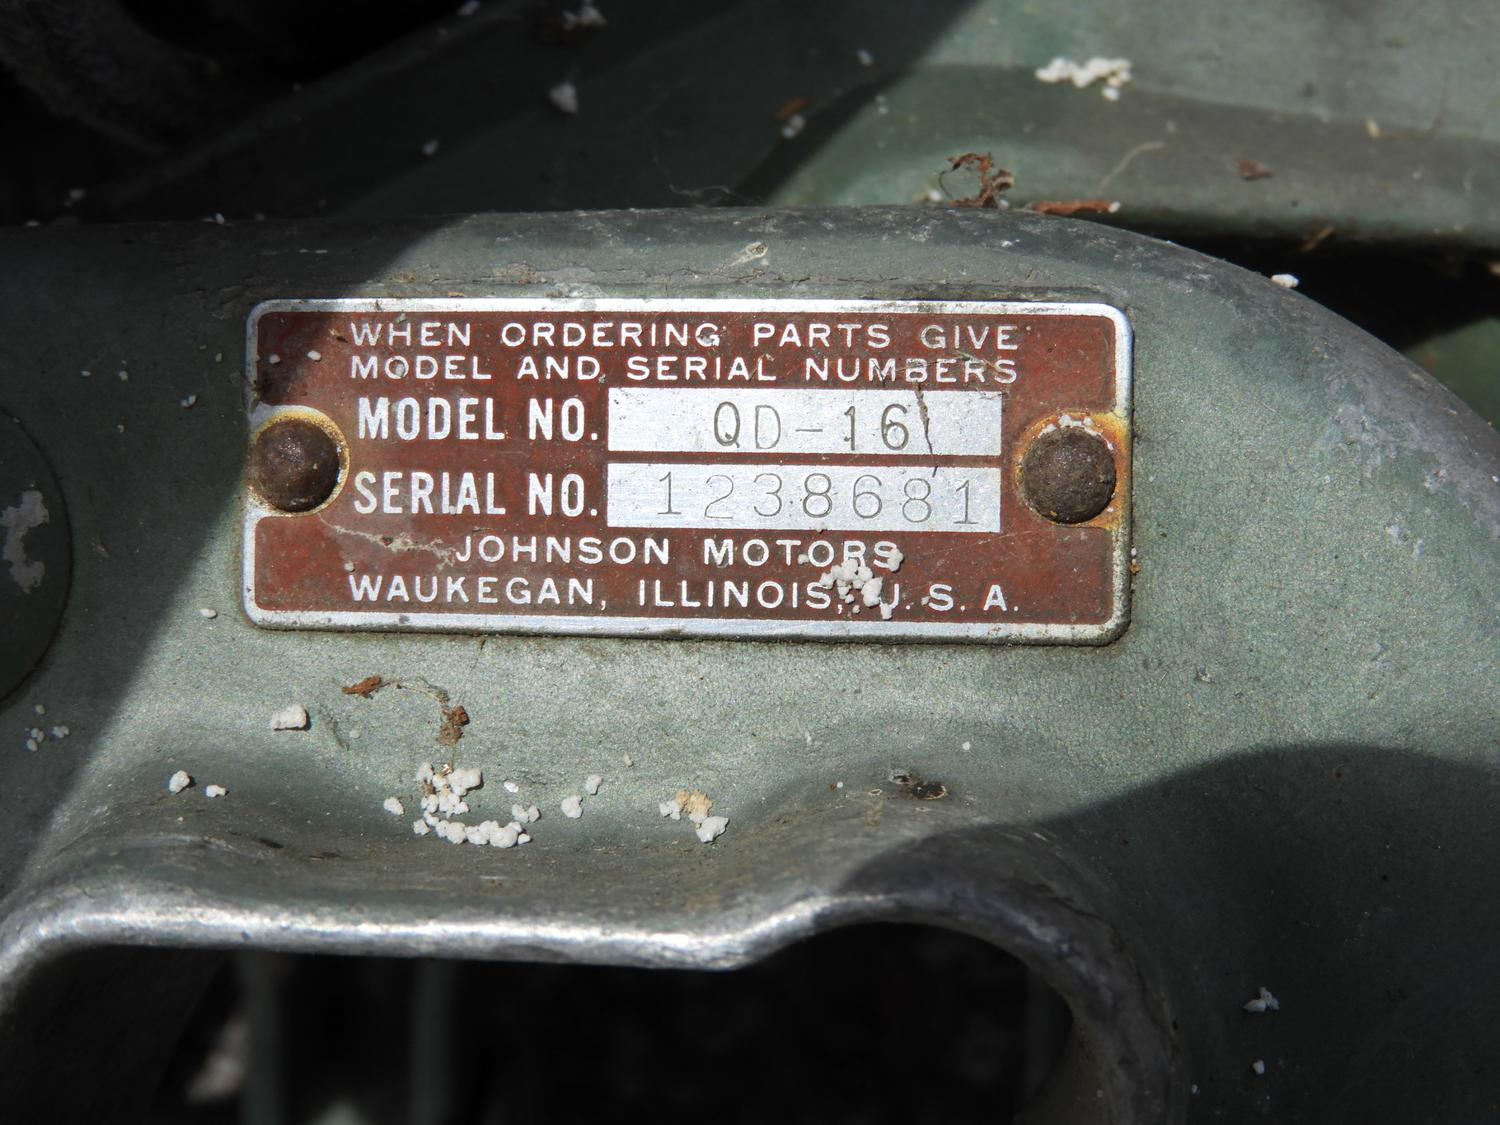 WHEN ORDERING PARTS GIVE
MODEL AND SERIAL NUMBERS
MODEL NO. QD-16
SERIAL NO. 1238681
JOHNSON MOTORS
WAUKEGAN, ILLINOIS, U.S.A.